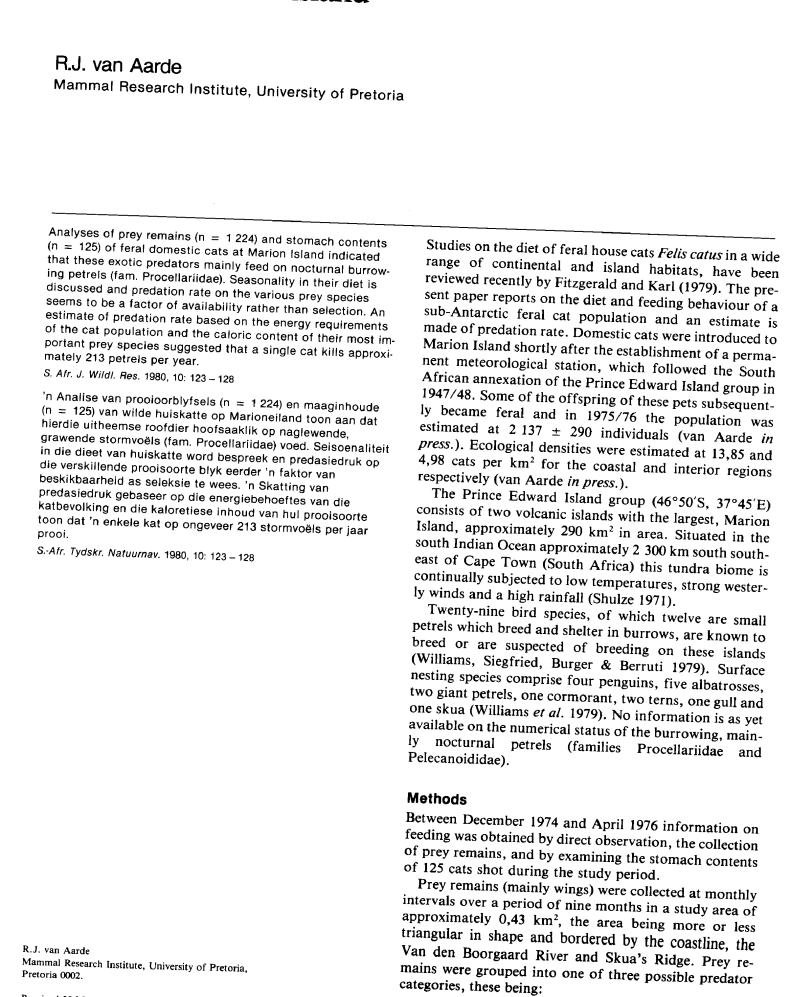 R.J. van Aarde
Mammal Research Institute, University of Pretoria
Analyses of prey remains (n = 1 224) and stomach contents
(n = 125) of feral domestic cats at Marion Island indicated
that these exotic predators mainly feed on nocturnal burrow-
ing petrels (fam. Procellariidae). Seasonality in their diet is
discussed and predation rate on the various prey species
seems to be a factor of availability rather than selection. An
estimate of predation rate based on the energy requirements
of the cat population and the caloric content of their most im-
portant prey species suggested that a single cat kills approxi-
mately 213 petrels per year.
S. Afr. J. Wildl. Res. 1980, 10: 123 – 128
'n Analise van prooioorblyfsels (n = 1 224) en maaginhoude
(n = 125) van wilde huiskatte op Marioneiland toon aan dat
hierdie uitheemse roofdier hoofsaaklik op naglewende,
grawende stormvoëls (fam. Procellariidae) voed. Seisoenaliteit
in die dieet van huiskatte word bespreek en predasiedruk op
die verskillende prooisoorte blyk eerder 'n faktor van
beskikbaarheid as seleksie te wees. 'n Skatting van
predasiedruk gebaseer op die energiebehoeftes van die
katbevolking en die kaloretiese inhoud van hul prooisoorte
toon dat 'n enkele kat op ongeveer 213 stormvoëls per jaar
prooi.
S.-Afr. Tydskr. Natuurnav. 1980, 10: 123 – 128
R.J. van Aarde
Mammal Research Institute, University of Pretoria,
Pretoria 0002.
Studies on the diet of feral house cats Felis catus in a wide
range of continental and island habitats, have been
reviewed recently by Fitzgerald and Karl (1979). The pre-
sent paper reports on the diet and feeding behaviour of a
sub-Antarctic feral cat population and an estimate is
made of predation rate. Domestic cats were introduced to
Marion Island shortly after the establishment of a perma-
nent meteorological station, which followed the South
African annexation of the Prince Edward Island group in
1947/48. Some of the offspring of these pets subsequent-
ly became feral and in 1975/76 the population was
estimated at 2 137 ± 290 individuals (van Aarde in
press.). Ecological densities were estimated at 13,85 and
4,98 cats per km² for the coastal and interior regions
respectively (van Aarde in press.).
The Prince Edward Island group (46°50′S, 37°45′E)
consists of two volcanic islands with the largest, Marion
Island, approximately 290 km² in area. Situated in the
south Indian Ocean approximately 2 300 km south south-
east of Cape Town (South Africa) this tundra biome is
continually subjected to low temperatures, strong wester-
ly winds and a high rainfall (Shulze 1971).
Twenty-nine bird species, of which twelve are small
petrels which breed and shelter in burrows, are known to
breed or are suspected of breeding on these islands
(Williams, Siegfried, Burger & Berruti 1979). Surface
nesting species comprise four penguins, five albatrosses,
two giant petrels, one cormorant, two terns, one gull and
one skua (Williams et al. 1979). No information is as yet
available on the numerical status of the burrowing, main-
ly nocturnal petrels (families Procellariidae and
Pelecanoididae).
Methods
Between December 1974 and April 1976 information on
feeding was obtained by direct observation, the collection
of prey remains, and by examining the stomach contents
of 125 cats shot during the study period.
Prey remains (mainly wings) were collected at monthly
intervals over a period of nine months in a study area of
approximately 0,43 km², the area being more or less
triangular in shape and bordered by the coastline, the
Van den Boorgaard River and Skua's Ridge. Prey re-
mains were grouped into one of three possible predator
categories, these being: